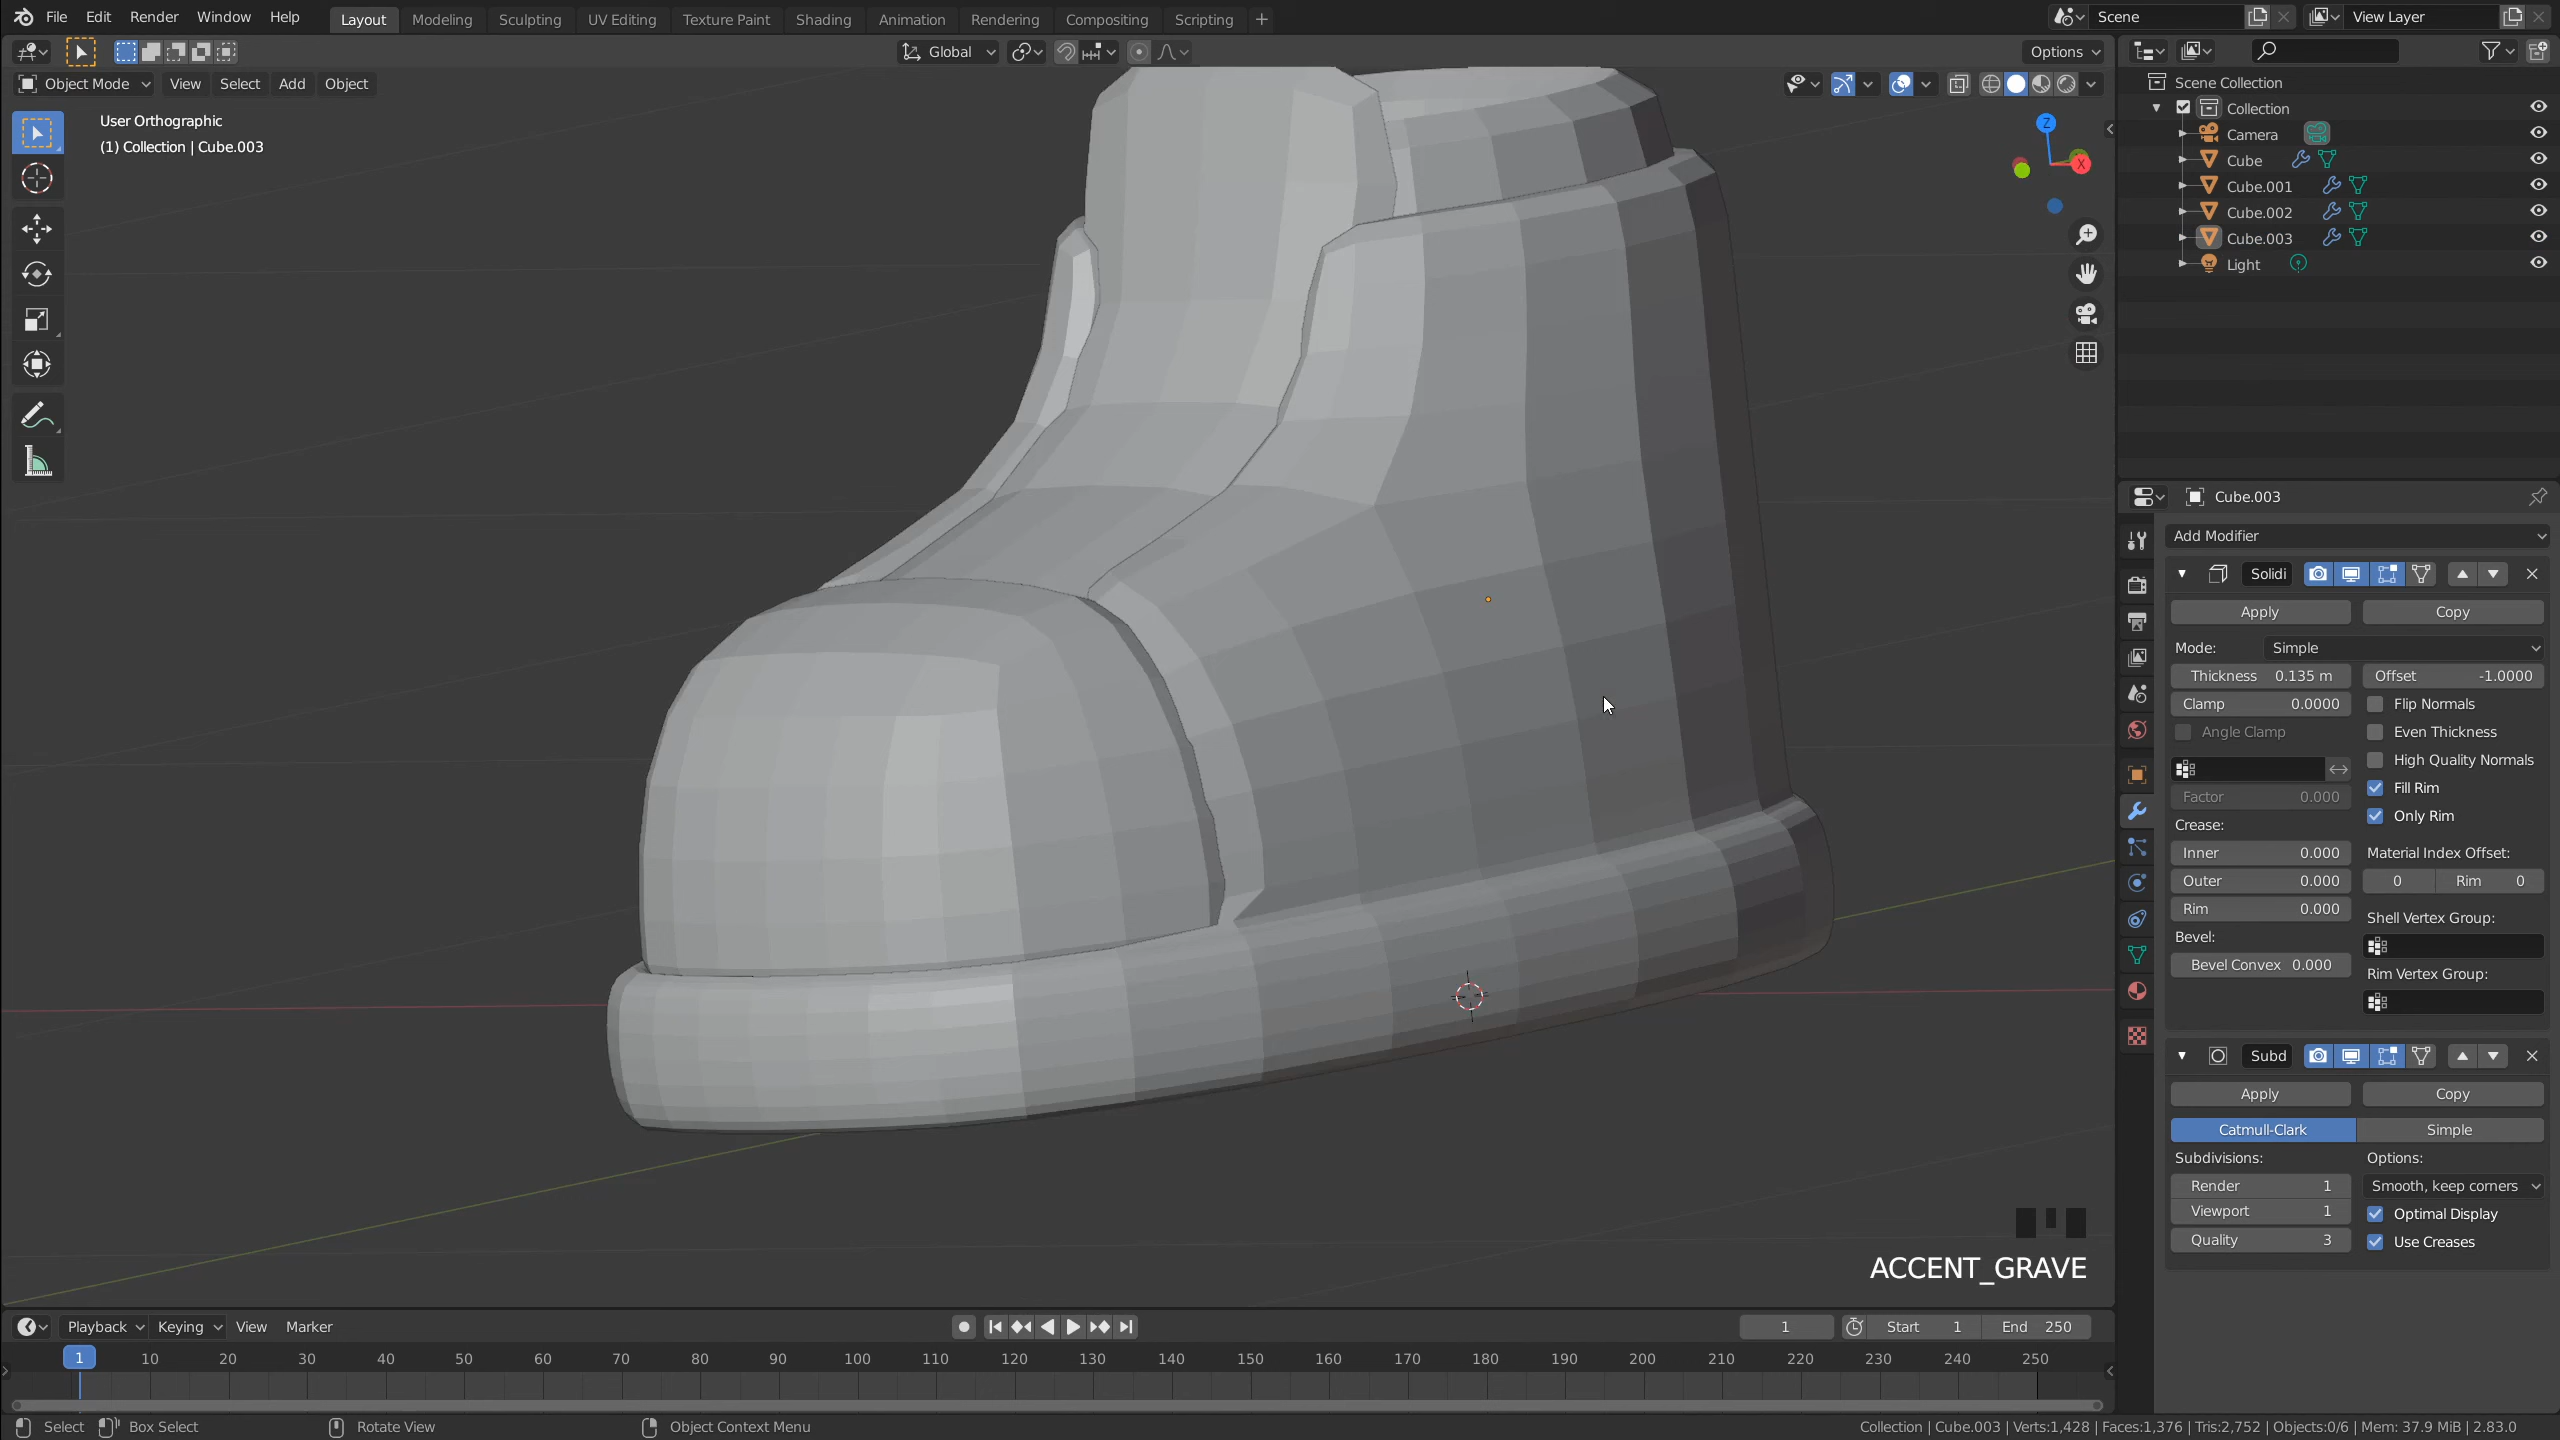 File Edit Render Window Help Layout Modeling Sculpting UV Editing Texture Paint Shading Animation Rendering Compositing Scripting + Scene View Layer
Global Options
Object Mode View Select Add Object
User Orthographic
(1) Collection | Cube.003
Z
X
Scene Collection
Collection
Camera
Cube
Cube.001
Cube.002
Cube.003
Light
Cube.003
Add Modifier
Solidi
Apply Copy
Mode: Simple
Thickness 0.135 m Offset -1.0000
Clamp 0.0000 Flip Normals
Angle Clamp Even Thickness
High Quality Normals
Factor 0.000 Fill Rim
Crease: Only Rim
Inner 0.000 Material Index Offset:
Outer 0.000 0 Rim 0
Rim 0.000 Shell Vertex Group:
Bevel:
Bevel Convex 0.000 Rim Vertex Group:
Subd
Apply Copy
Catmull-Clark Simple
Subdivisions: Options:
Render 1 Smooth, keep corners
Viewport 1 Optimal Display
Quality 3 Use Creases
ACCENT_GRAVE
Playback Keying View Marker 1 Start 1 End 250
1 10 20 30 40 50 60 70 80 90 100 110 120 130 140 150 160 170 180 190 200 210 220 230 240 250
Select Box Select Rotate View Object Context Menu Collection | Cube.003 | Verts:1,428 | Faces:1,376 | Tris:2,752 | Objects:0/6 | Mem: 37.9 MiB | 2.83.0